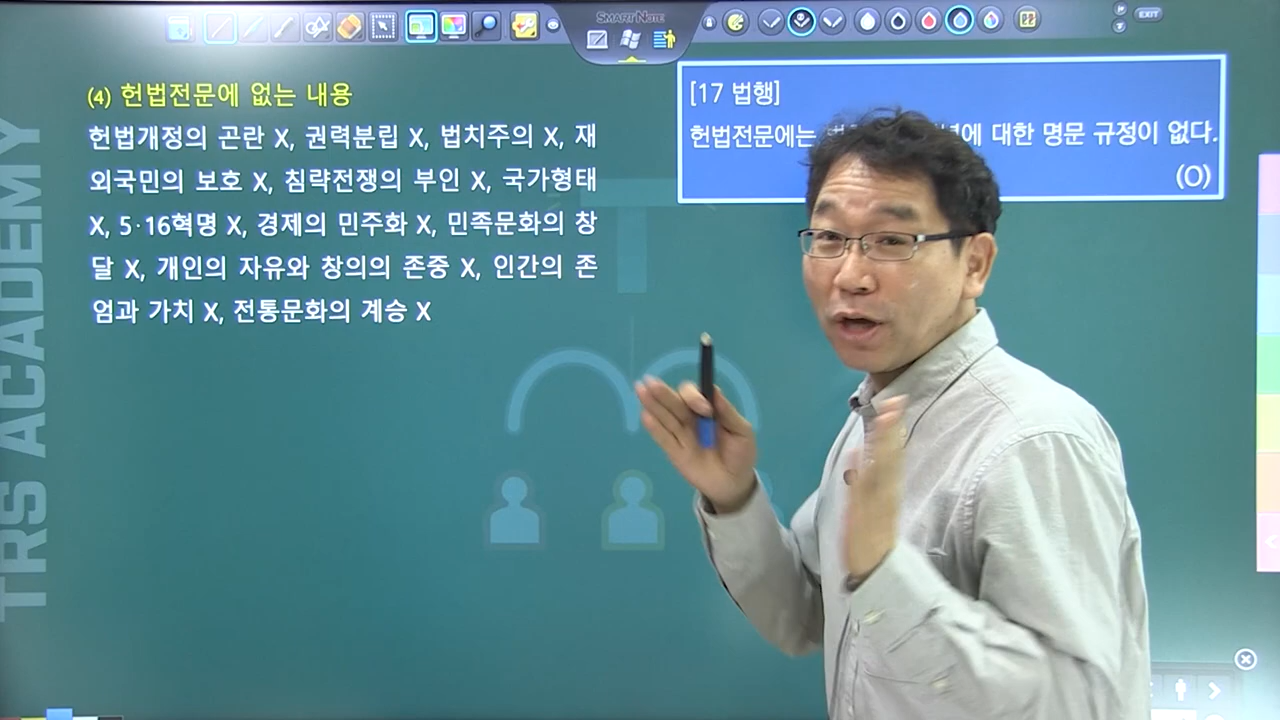 SMART NOTE
EXIT
(4) 헌법전문에 없는 내용
헌법개정의 곤란 X, 권력분립 X, 법치주의 X, 재
외국민의 보호 X, 침략전쟁의 부인 X, 국가형태
X, 5·16혁명 X, 경제의 민주화 X, 민족문화의 창
달 X, 개인의 자유와 창의의 존중 X, 인간의 존
엄과 가치 X, 전통문화의 계승 X
[17 법행]
헌법전문에는 대한 명문 규정이 없다.
(O)
TRS ACADEMY